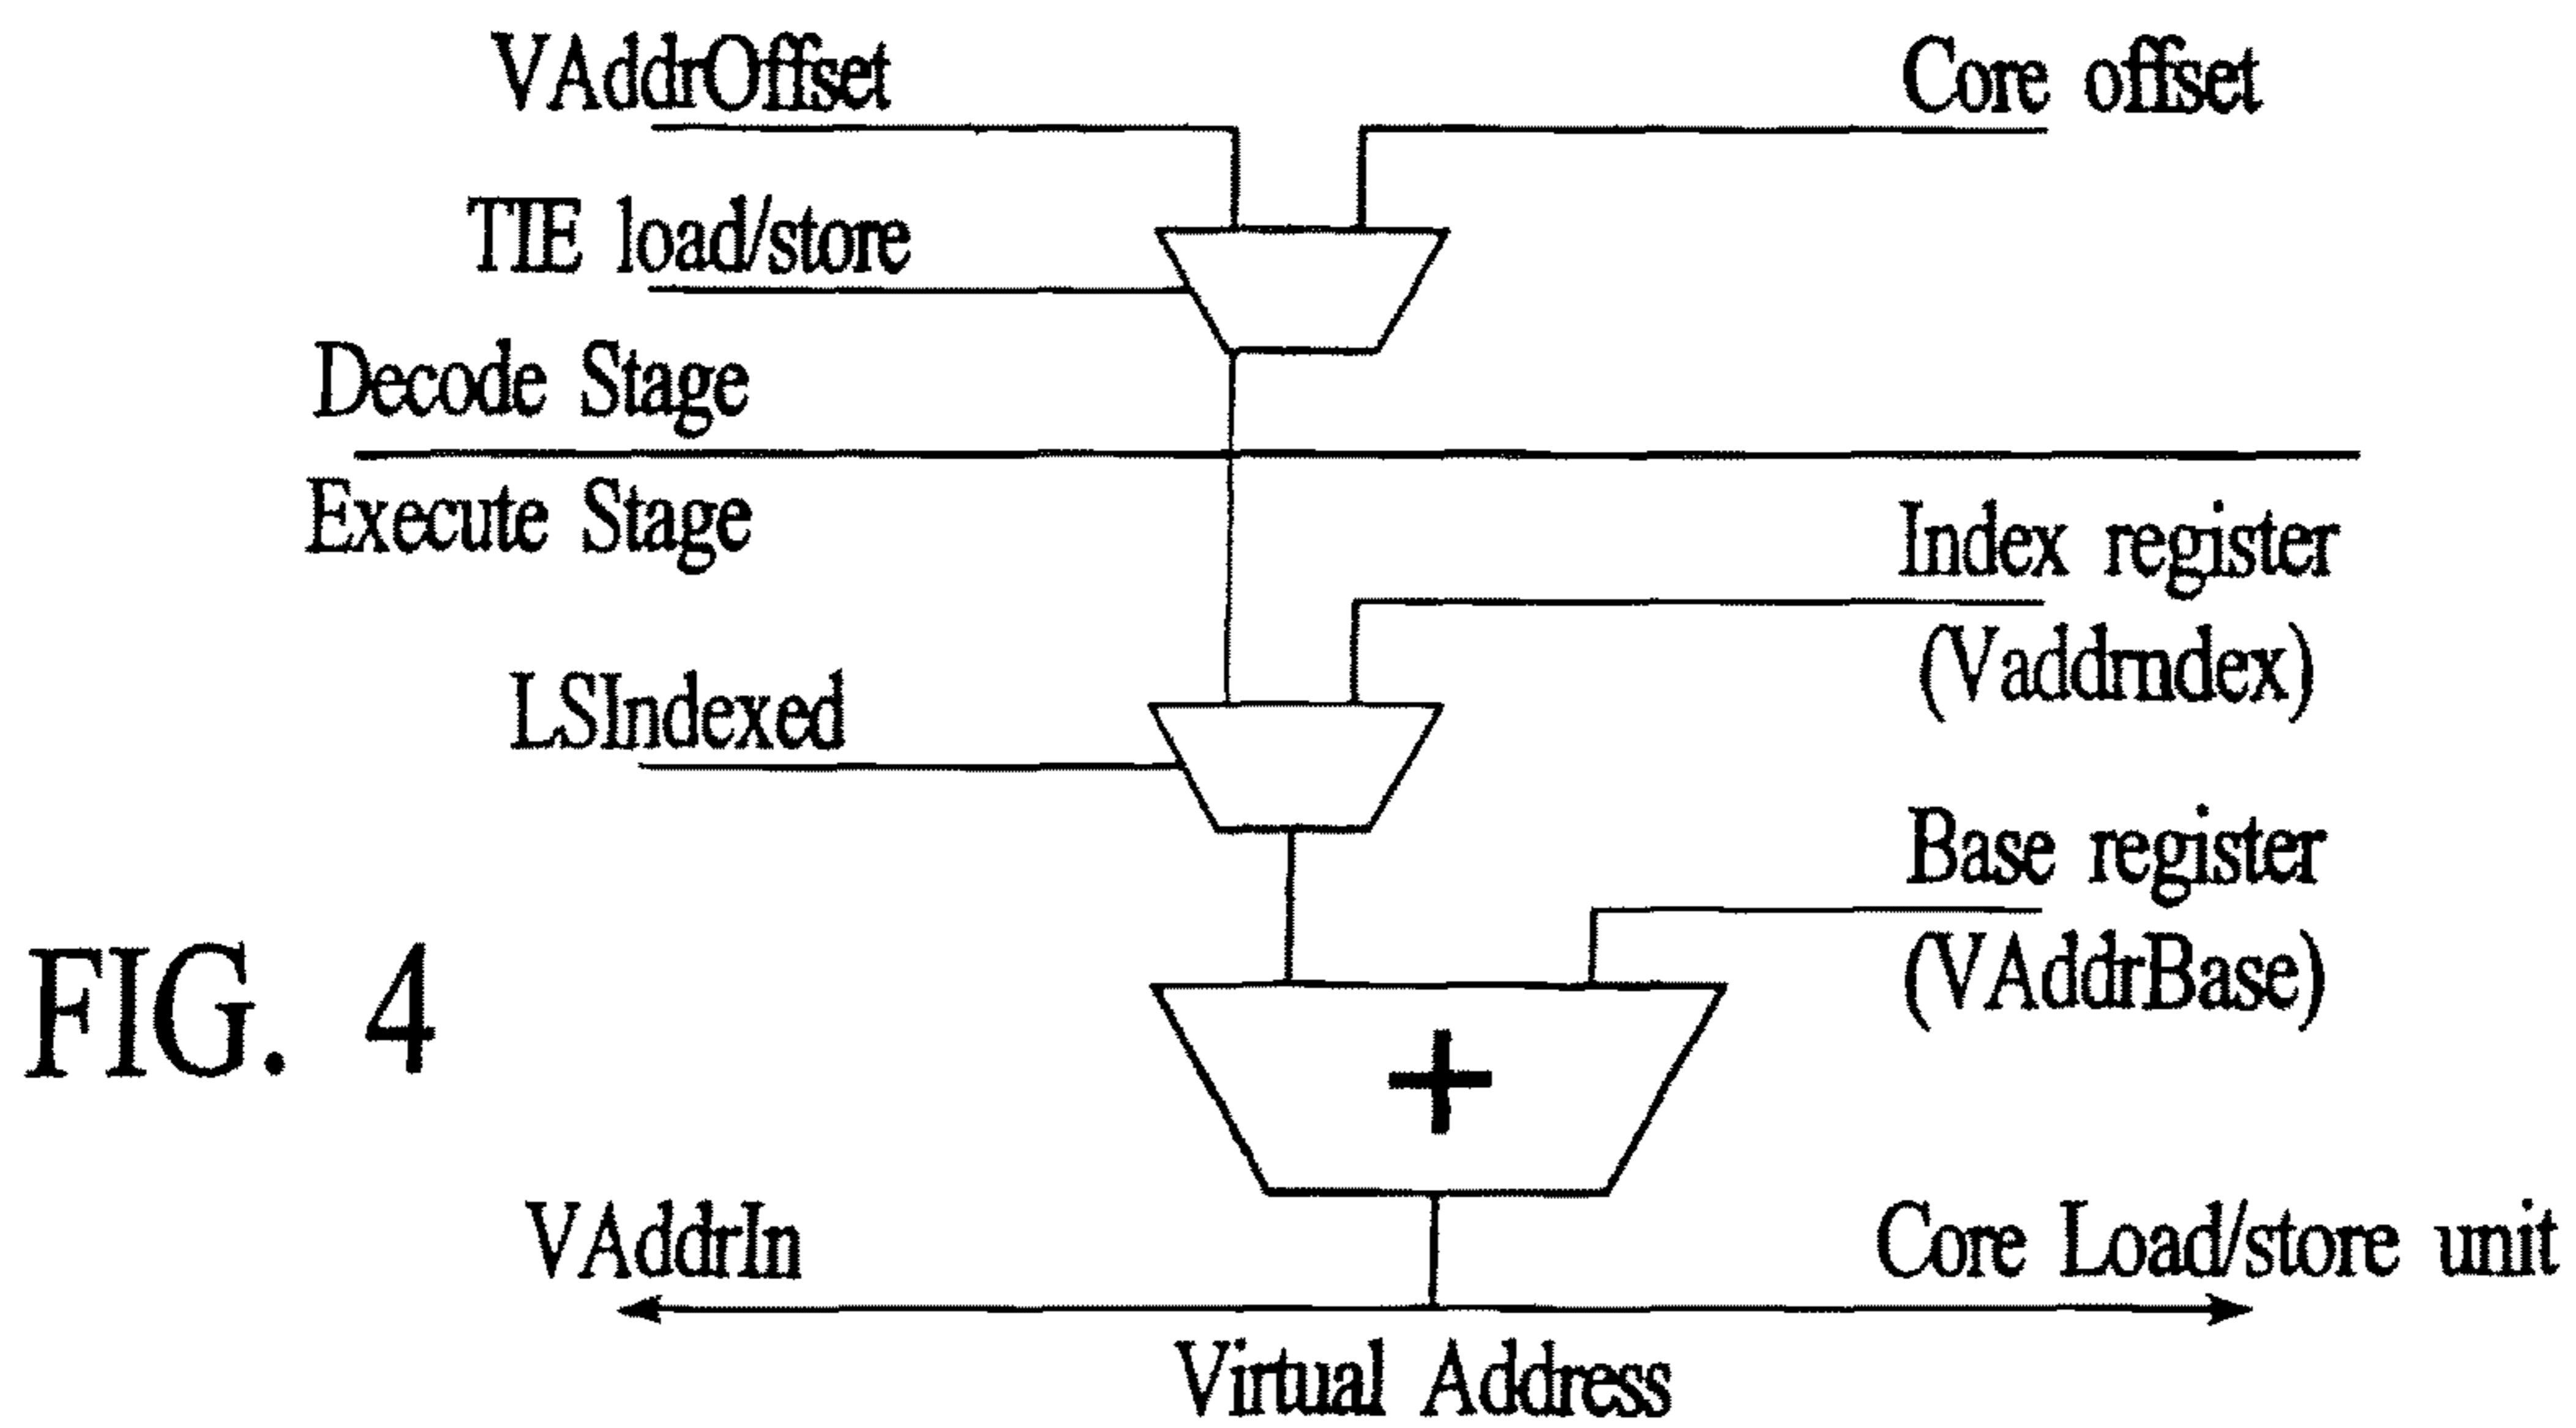 VAddrOffset
Core offset
TIE load/store
Decode Stage
Execute Stage
Index register
(Vaddrndex)
LSIndexed
Base register
(VAddrBase)
FIG. 4
+
VAddrIn
Core Load/store unit
Virtual Address